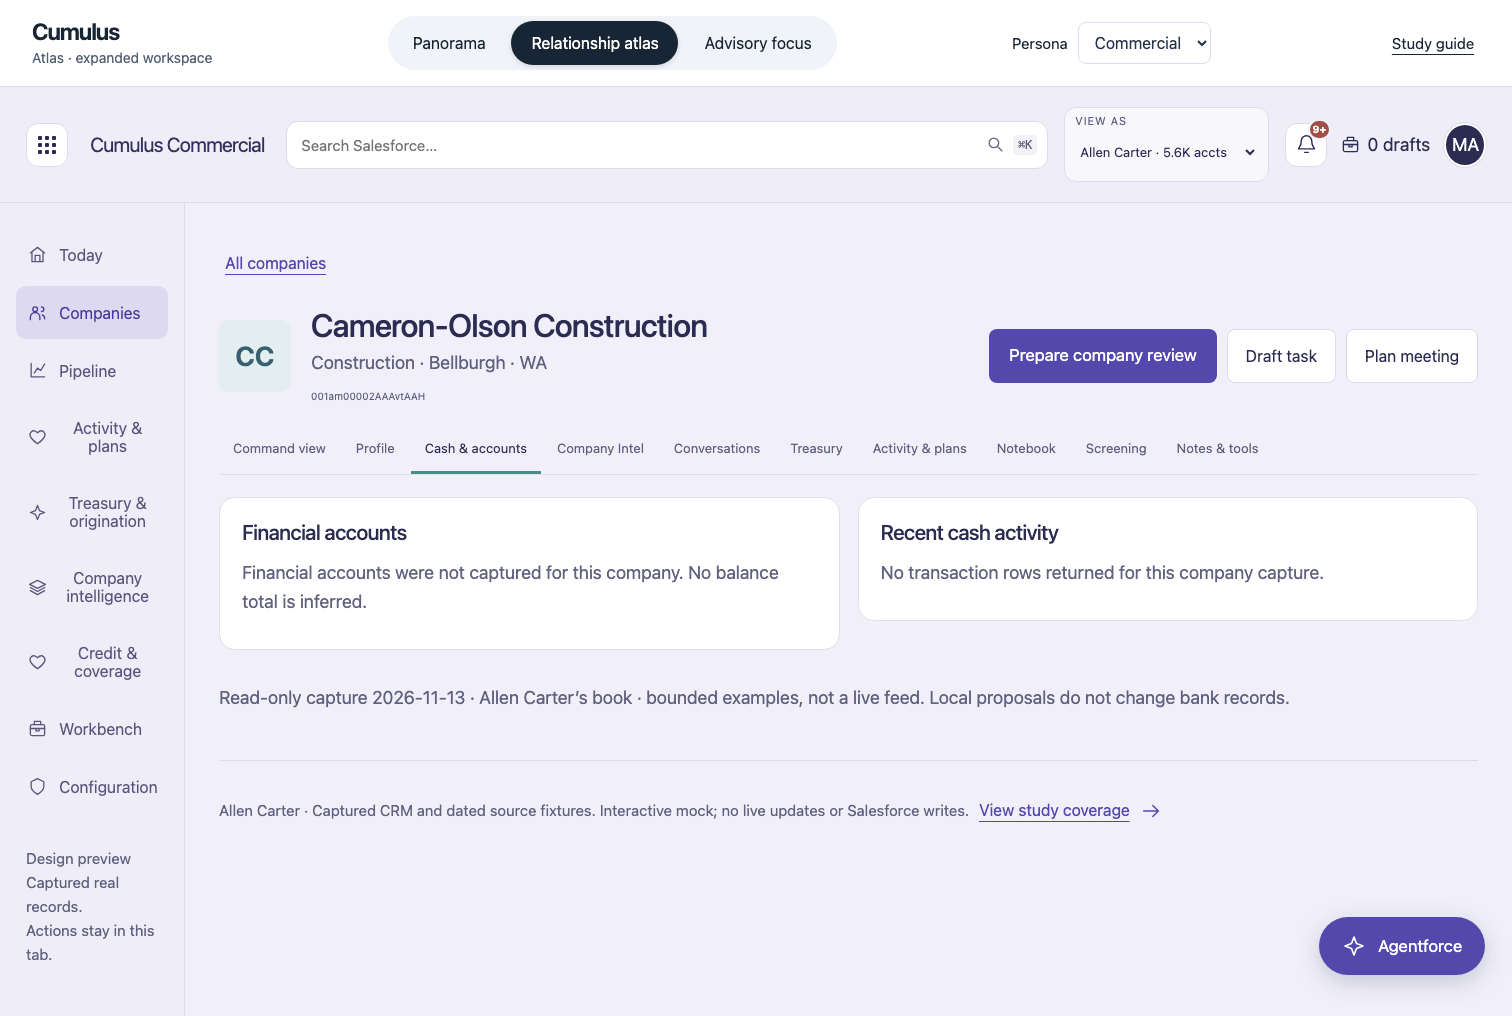 Cumulus
Atlas · expanded workspace
Panorama
Relationship atlas
Advisory focus
Persona
Commercial
Study guide
Cumulus Commercial
Search Salesforce...
⌘K
VIEW AS
Allen Carter · 5.6K accts
9+
0 drafts
MA
Today
Companies
Pipeline
Activity &
plans
Treasury &
origination
Company
intelligence
Credit &
coverage
Workbench
Configuration
Design preview
Captured real
records.
Actions stay in this
tab.
All companies
CC
Cameron-Olson Construction
Construction · Bellburgh · WA
001am00002AAAvtAAH
Prepare company review
Draft task
Plan meeting
Command view
Profile
Cash & accounts
Company Intel
Conversations
Treasury
Activity & plans
Notebook
Screening
Notes & tools
Financial accounts
Financial accounts were not captured for this company. No balance
total is inferred.
Recent cash activity
No transaction rows returned for this company capture.
Read-only capture 2026-11-13 · Allen Carter’s book · bounded examples, not a live feed. Local proposals do not change bank records.
Allen Carter · Captured CRM and dated source fixtures. Interactive mock; no live updates or Salesforce writes.
View study coverage
Agentforce